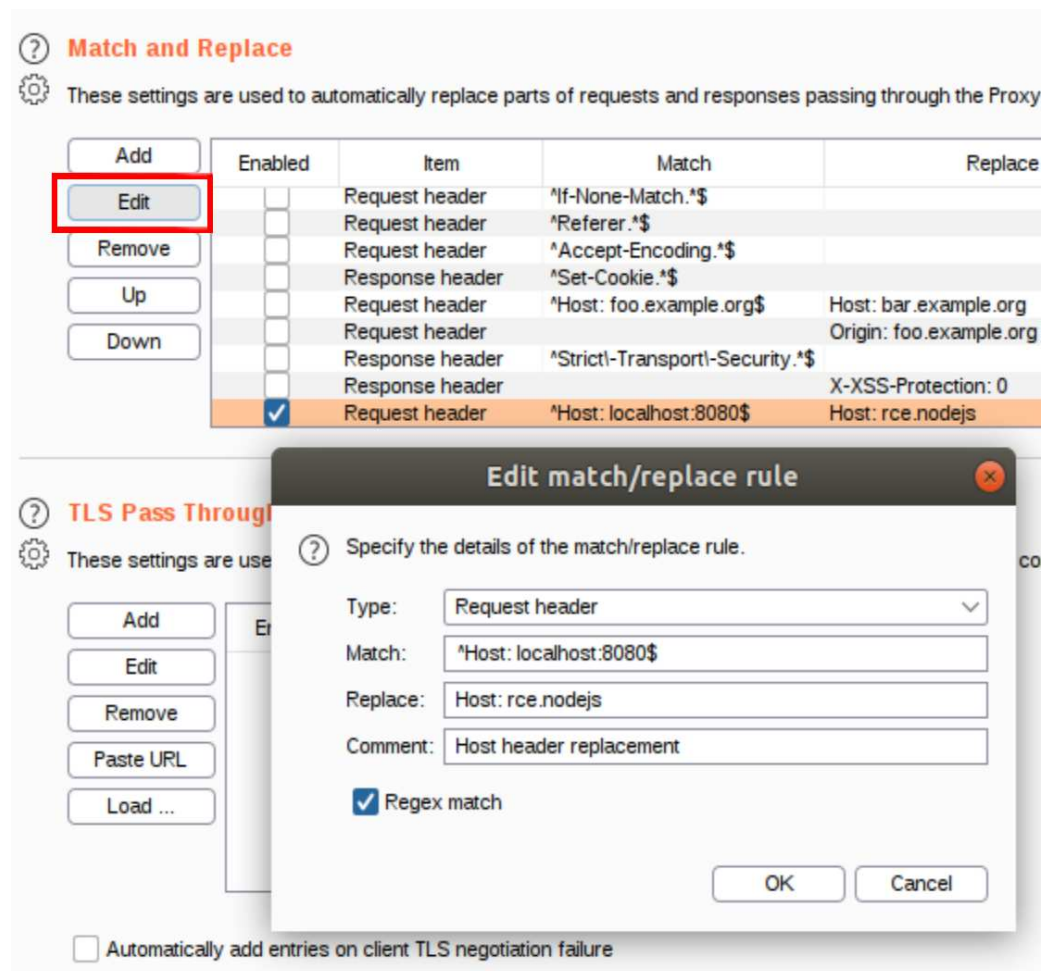 Match and Replace
These settings are used to automatically replace parts of requests and responses passing through the Proxy
Add
Edit
Remove
Up
Down
Enabled Item Match Replace
Request header ^If-None-Match.*$
Request header ^Referer.*$
Request header ^Accept-Encoding.*$
Response header ^Set-Cookie.*$
Request header ^Host: foo.example.org$ Host: bar.example.org
Request header Origin: foo.example.org
Response header ^Strict\-Transport\-Security.*$
Response header X-XSS-Protection: 0
Request header ^Host: localhost:8080$ Host: rce.nodejs
TLS Pass Through
These settings are use co
Add
Edit
Remove
Paste URL
Load ...
Automatically add entries on client TLS negotiation failure
Edit match/replace rule
Specify the details of the match/replace rule.
Type: Request header
Match: ^Host: localhost:8080$
Replace: Host: rce.nodejs
Comment: Host header replacement
Regex match
OK Cancel